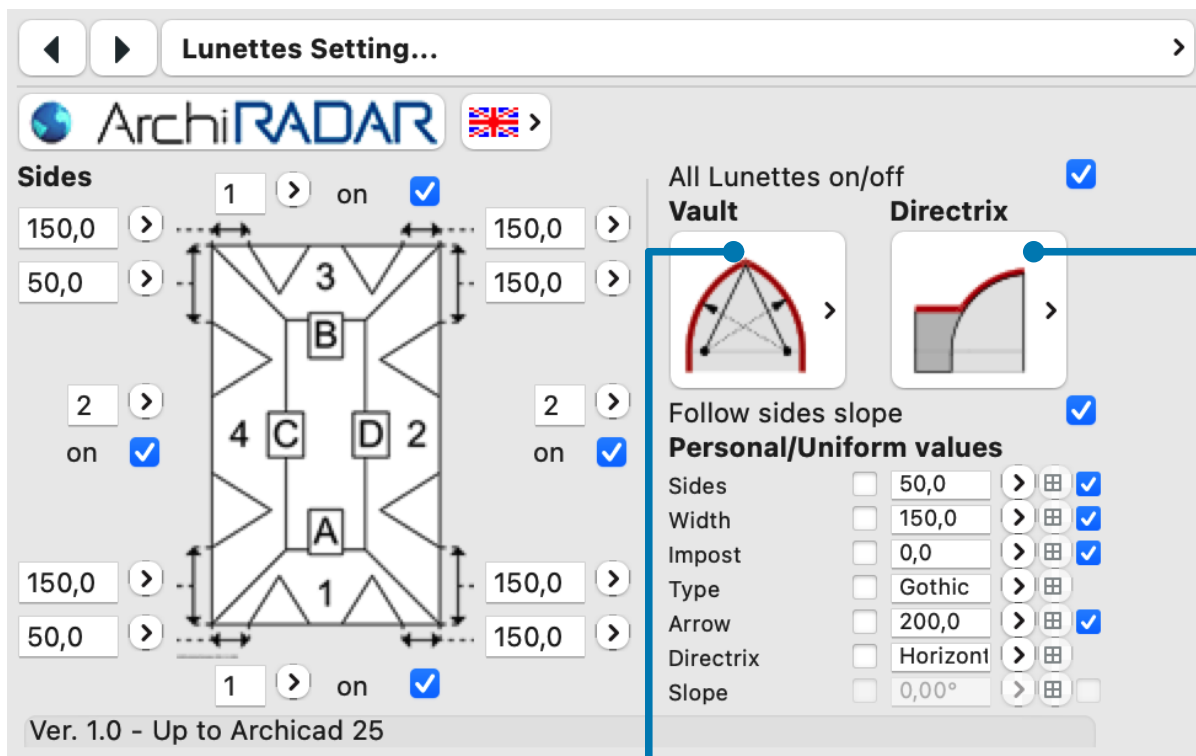 Lunettes Setting...
ArchiRADAR
Sides
1 on
150,0 150,0
50,0 150,0
3
B
2 2
on on
4 C D 2
A
1
150,0 150,0
50,0 150,0
1 on
All Lunettes on/off
Vault Directrix
Follow sides slope
Personal/Uniform values
Sides 50,0
Width 150,0
Impost 0,0
Type Gothic
Arrow 200,0
Directrix Horizont
Slope 0,00°
Ver. 1.0 - Up to Archicad 25